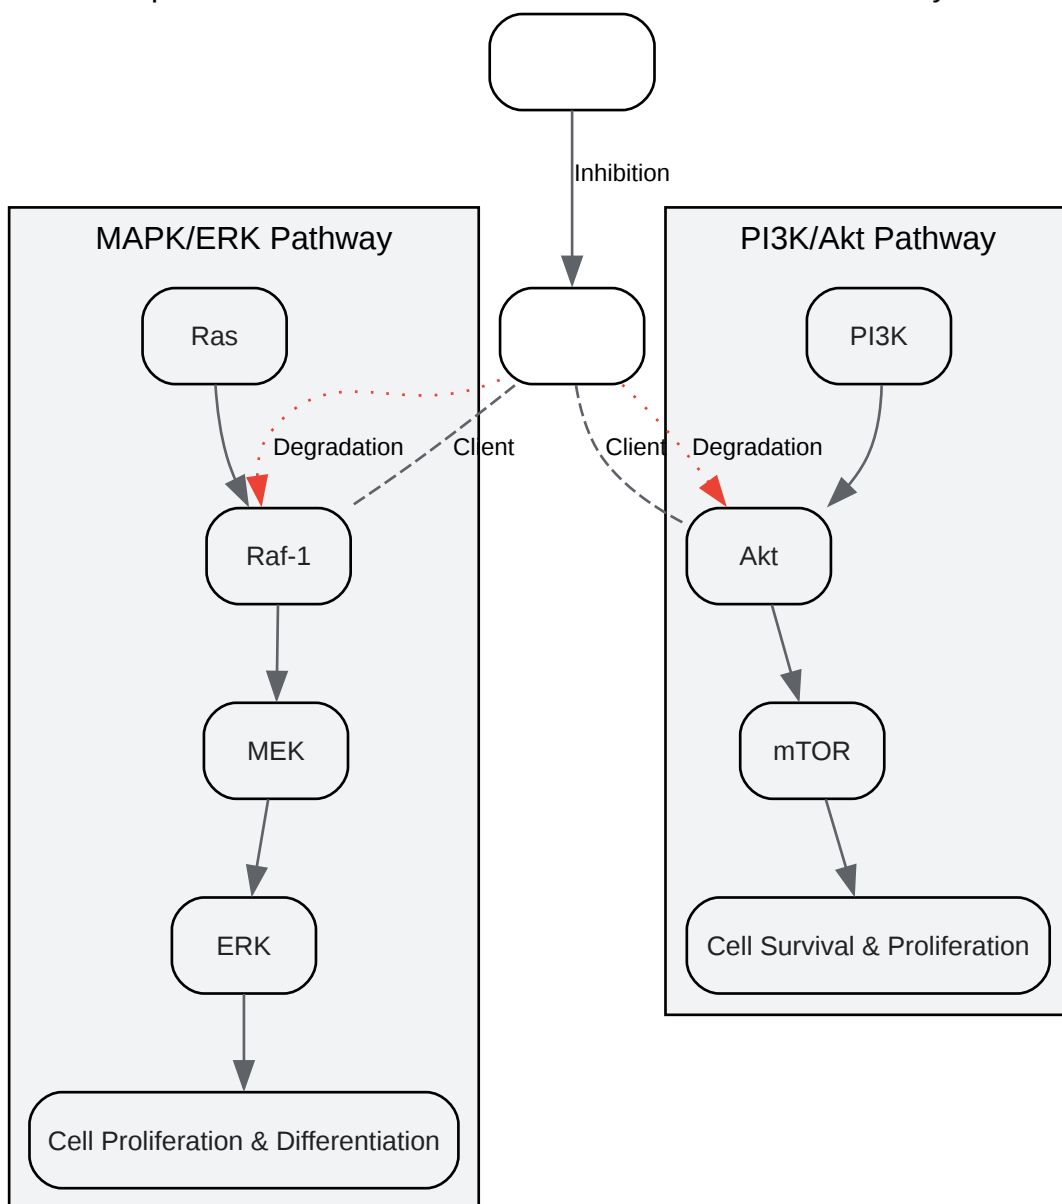 Inhibition
MAPK/ERK Pathway
PI3K/Akt Pathway
Ras
PI3K
Degradation
Client
Client
Degradation
Raf-1
Akt
MEK
mTOR
ERK
Cell Survival & Proliferation
Cell Proliferation & Differentiation